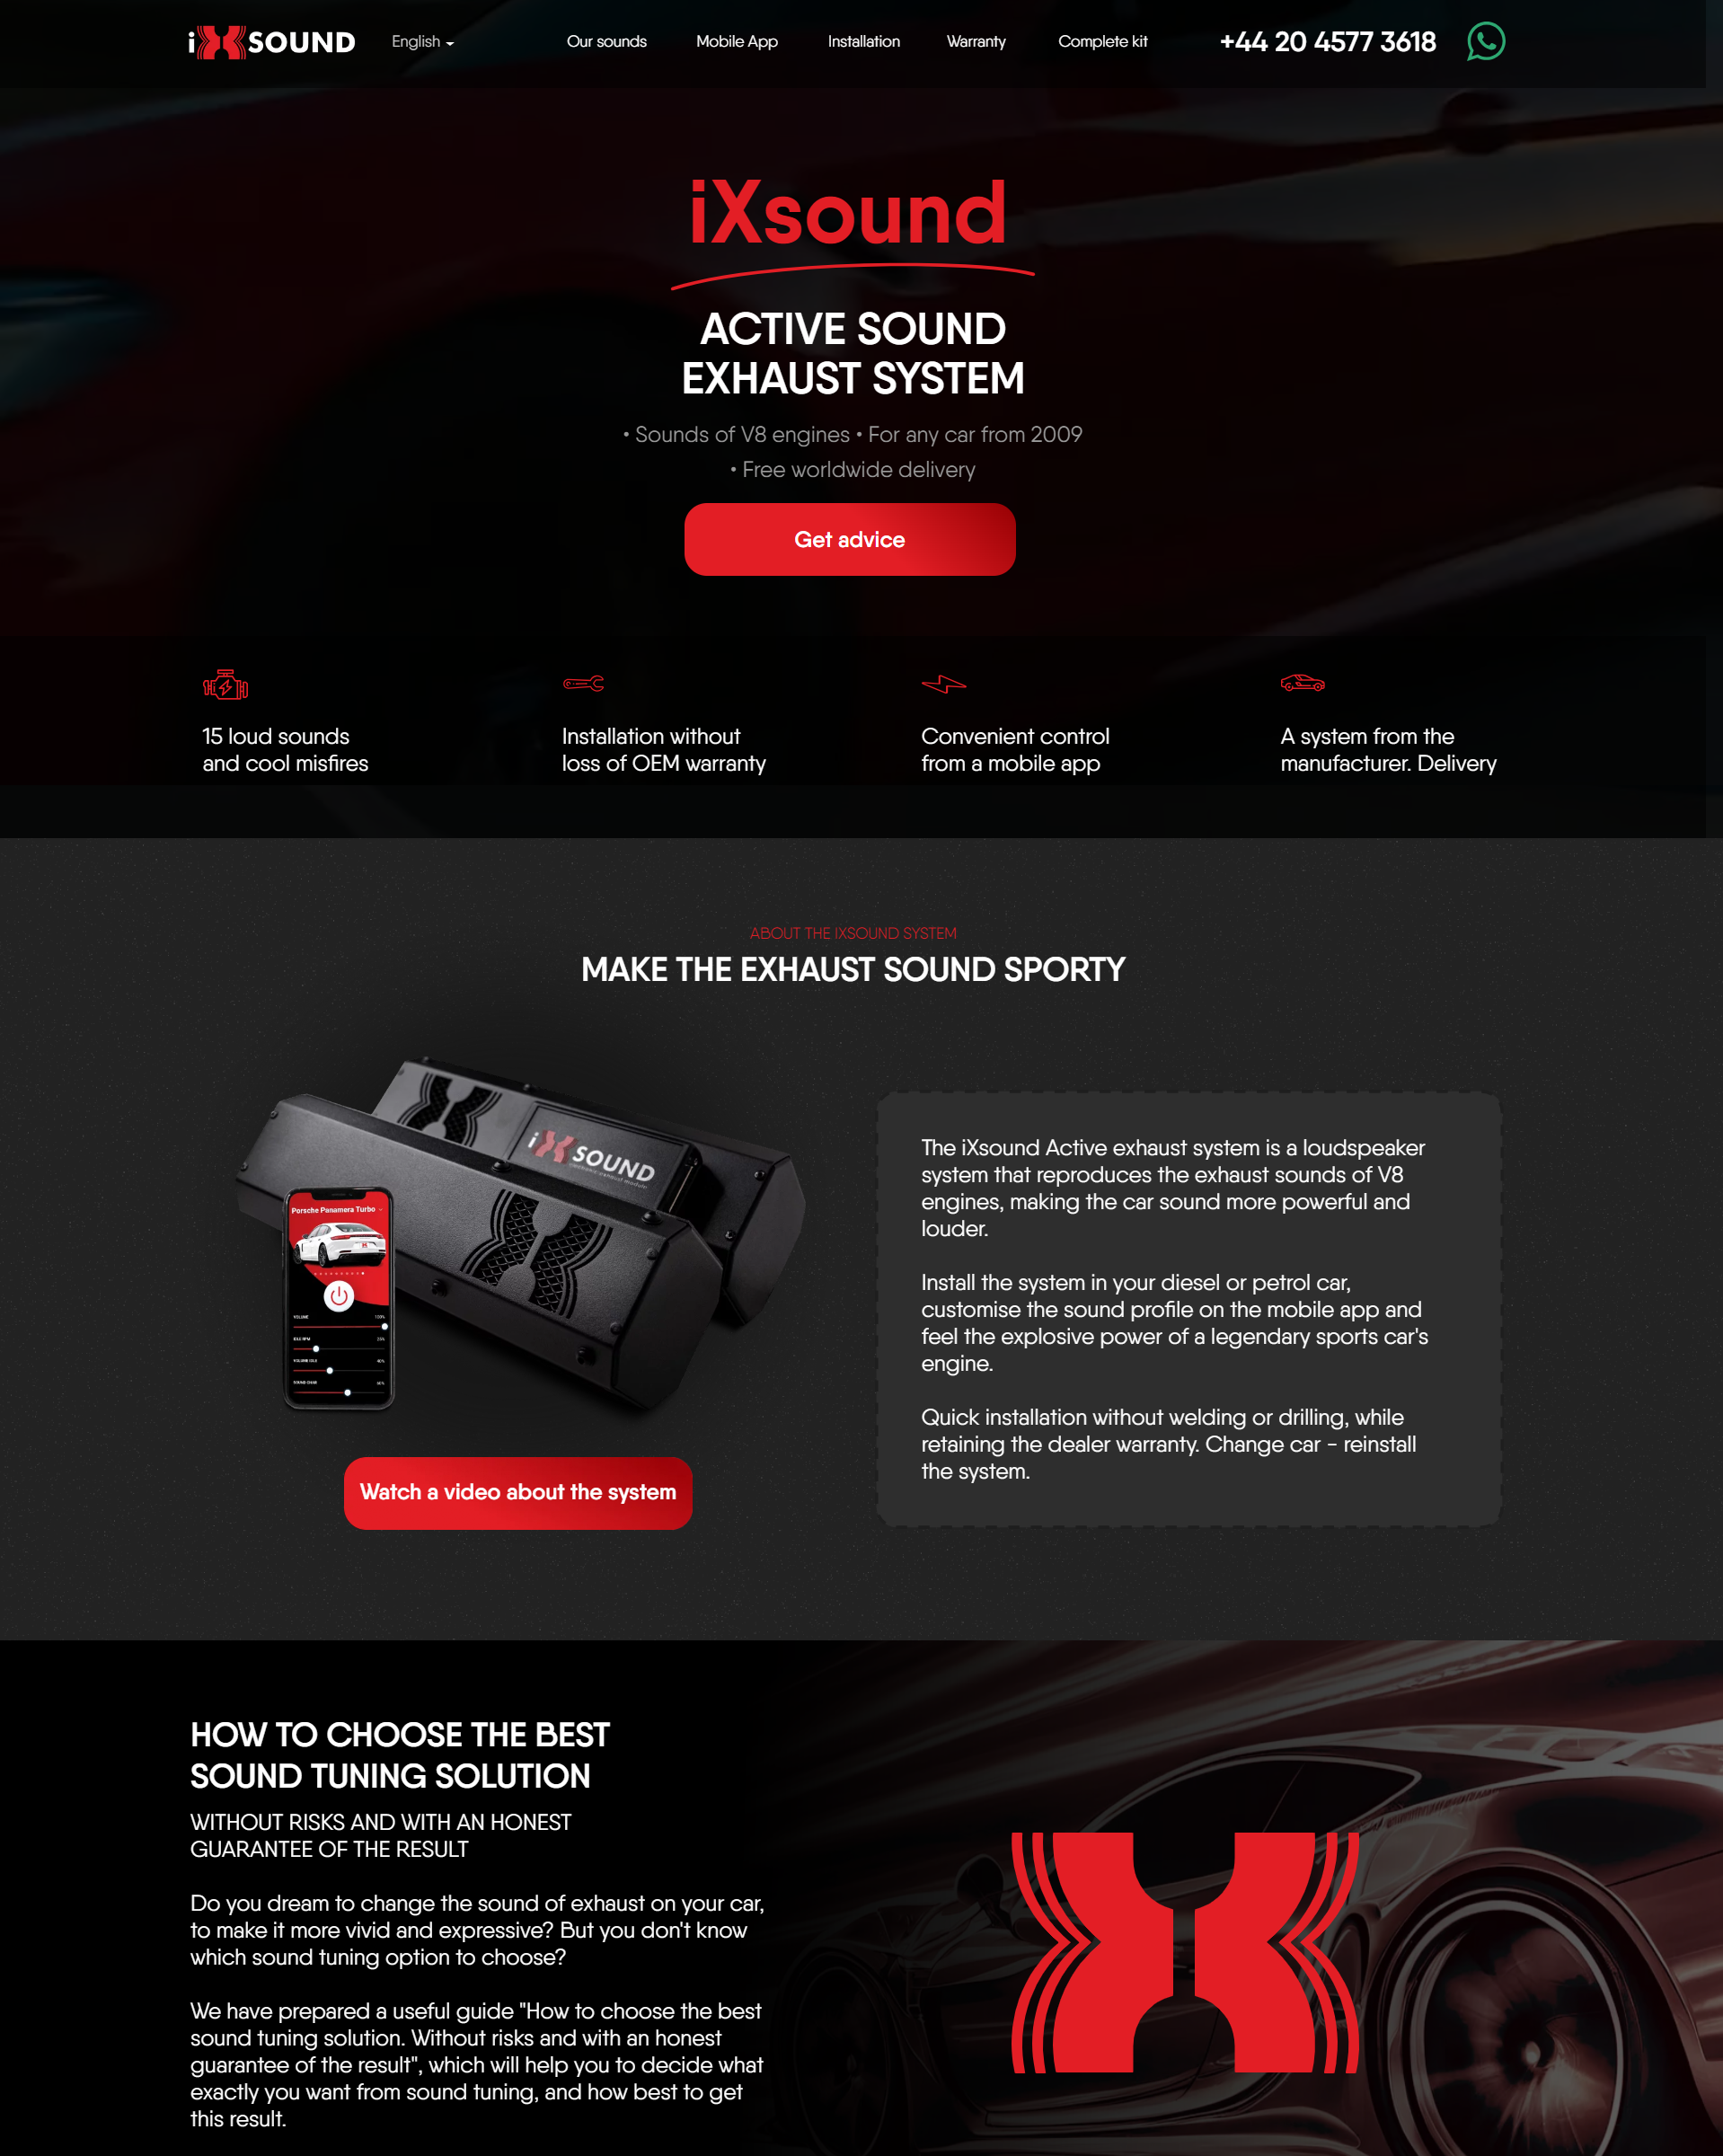 iXSOUND
English
Our sounds
Mobile App
Installation
Warranty
Complete kit
+44 20 4577 3618
iXsound
ACTIVE SOUND
EXHAUST SYSTEM
• Sounds of V8 engines • For any car from 2009
• Free worldwide delivery
Get advice
15 loud sounds
and cool misfires
Installation without
loss of OEM warranty
Convenient control
from a mobile app
A system from the
manufacturer. Delivery
ABOUT THE IXSOUND SYSTEM
MAKE THE EXHAUST SOUND SPORTY
iXSOUND
Porsche Panamera Turbo
VOLUME 100%
IDLE RPM
VOLUME IDLE 40%
The iXsound Active exhaust system is a loudspeaker
system that reproduces the exhaust sounds of V8
engines, making the car sound more powerful and
louder.
Install the system in your diesel or petrol car,
customise the sound profile on the mobile app and
feel the explosive power of a legendary sports car's
engine.
Quick installation without welding or drilling, while
retaining the dealer warranty. Change car - reinstall
the system.
Watch a video about the system
HOW TO CHOOSE THE BEST
SOUND TUNING SOLUTION
WITHOUT RISKS AND WITH AN HONEST
GUARANTEE OF THE RESULT
Do you dream to change the sound of exhaust on your car,
to make it more vivid and expressive? But you don't know
which sound tuning option to choose?
We have prepared a useful guide "How to choose the best
sound tuning solution. Without risks and with an honest
guarantee of the result", which will help you to decide what
exactly you want from sound tuning, and how best to get
this result.